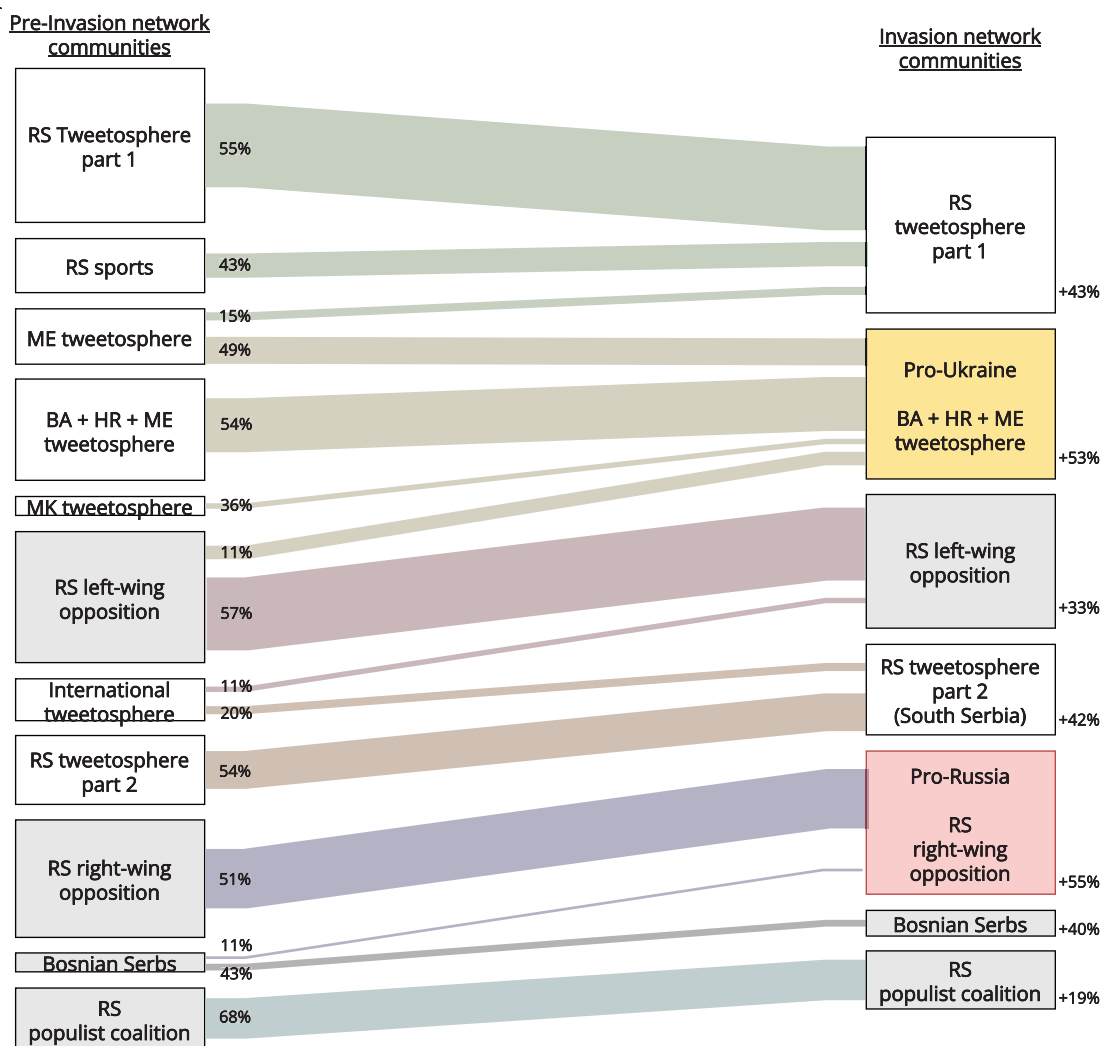 Pre-Invasion network
communities
RS Tweetosphere
part 1
RS sports
ME tweetosphere
BA + HR + ME
tweetosphere
MK tweetosphere
RS left-wing
opposition
International
tweetosphere
RS tweetosphere
part 2
RS right-wing
opposition
Bosnian Serbs
RS
populist coalition
55%
43%
15%
49%
54%
36%
11%
57%
11%
20%
54%
51%
11%
43%
68%
Invasion network
communities
RS
tweetosphere
part 1
+43%
Pro-Ukraine
BA + HR + ME
tweetosphere
+53%
RS left-wing
opposition
+33%
RS tweetosphere
part 2
(South Serbia)
+42%
Pro-Russia
RS
right-wing
opposition
+55%
Bosnian Serbs
+40%
RS
populist coalition
+19%